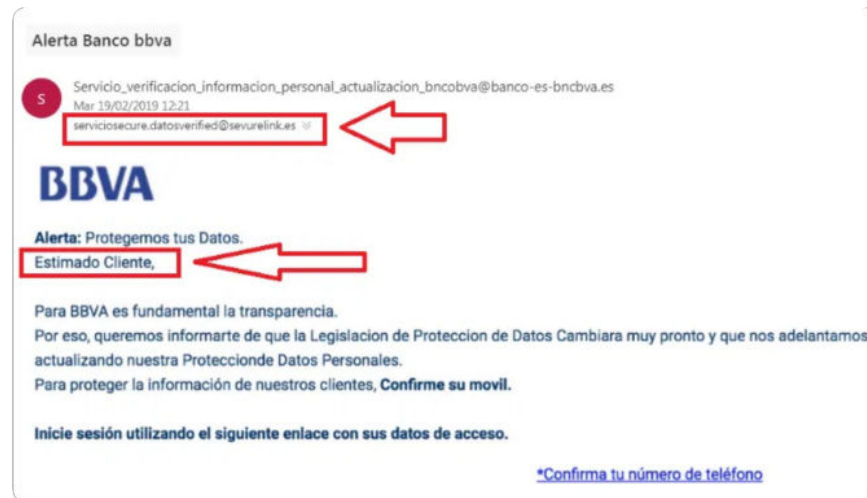 Alerta Banco bbva
S
Servicio_verificacion_informacion_personal_actualizacion_bncobva@banco-es-bncbva.es
Mar 19/02/2019 12:21
serviciosecure.datosverified@sevurelink.es
BBVA
Alerta: Protegemos tus Datos.
Estimado Cliente,
Para BBVA es fundamental la transparencia.
Por eso, queremos informarte de que la Legislacion de Proteccion de Datos Cambiara muy pronto y que nos adelantamos
actualizando nuestra Protecionde Datos Personales.
Para proteger la información de nuestros clientes, Confirme su movil.
Inicie sesión utilizando el siguiente enlace con sus datos de acceso.
*Confirma tu número de teléfono